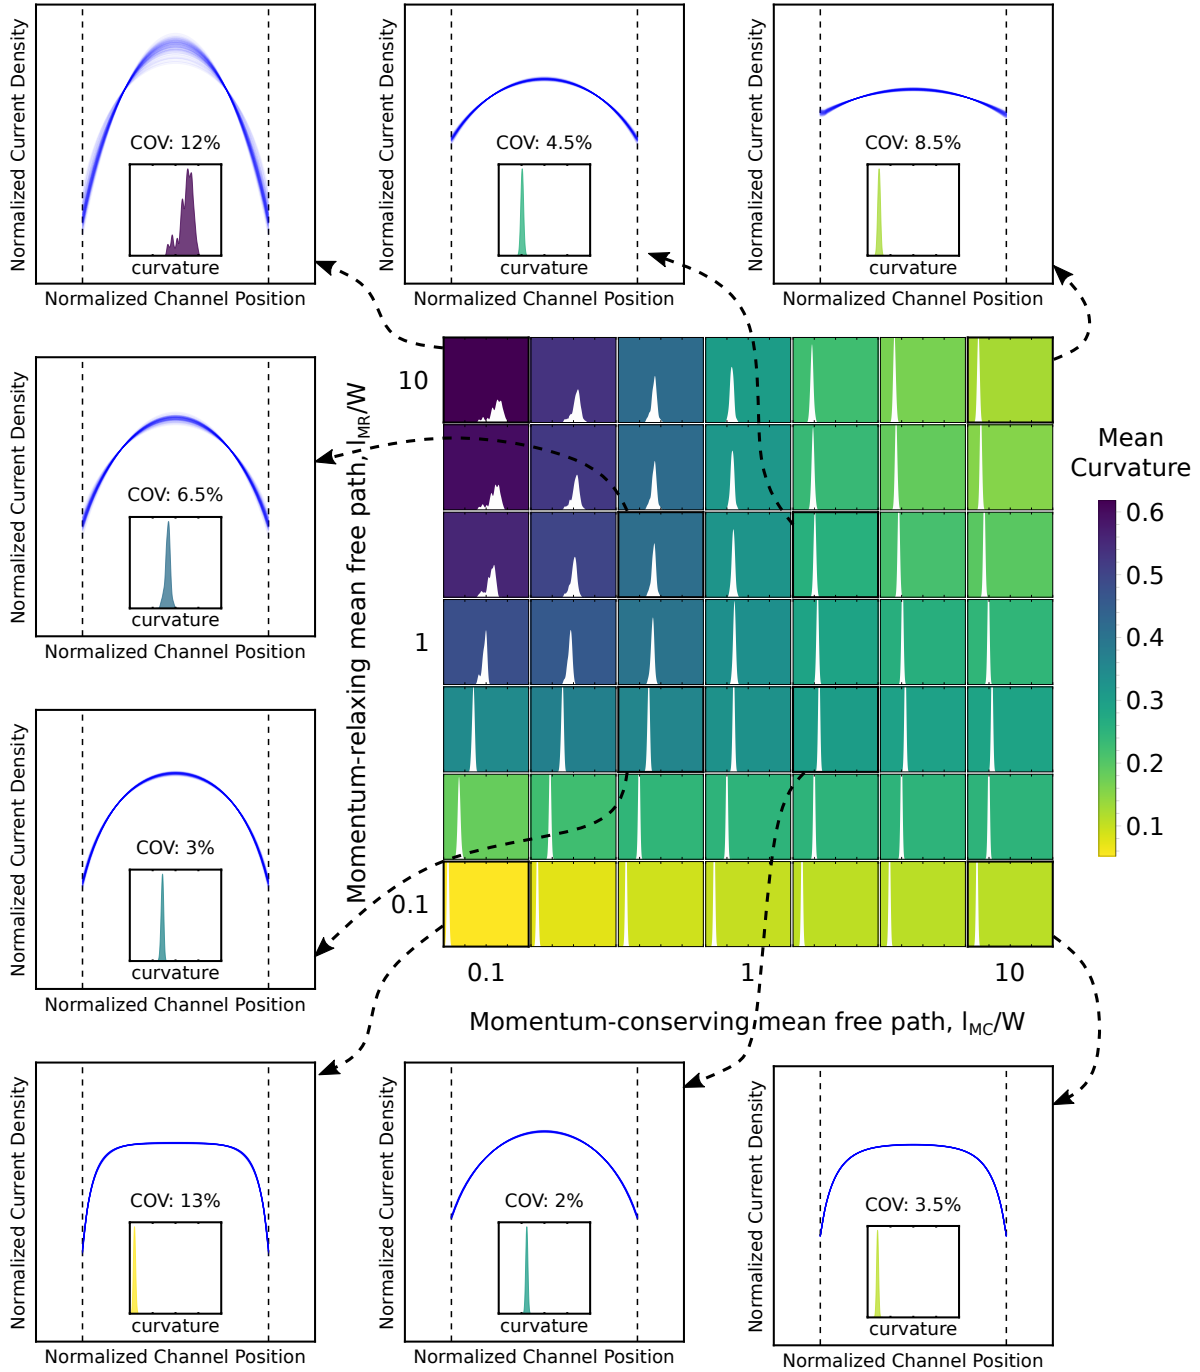 Normalized Current Density
COV: 12%
curvature
Normalized Channel Position
Normalized Current Density
COV: 4.5%
curvature
Normalized Channel Position
Normalized Current Density
COV: 8.5%
curvature
Normalized Channel Position
Normalized Current Density
COV: 6.5%
curvature
Normalized Channel Position
Normalized Current Density
COV: 3%
curvature
Normalized Channel Position
Momentum-relaxing mean free path, l_MR/W
10
1
0.1
0.1
1
10
Momentum-conserving mean free path, l_MC/W
Mean
Curvature
0.6
0.5
0.4
0.3
0.2
0.1
Normalized Current Density
COV: 13%
curvature
Normalized Channel Position
Normalized Current Density
COV: 2%
curvature
Normalized Channel Position
Normalized Current Density
COV: 3.5%
curvature
Normalized Channel Position